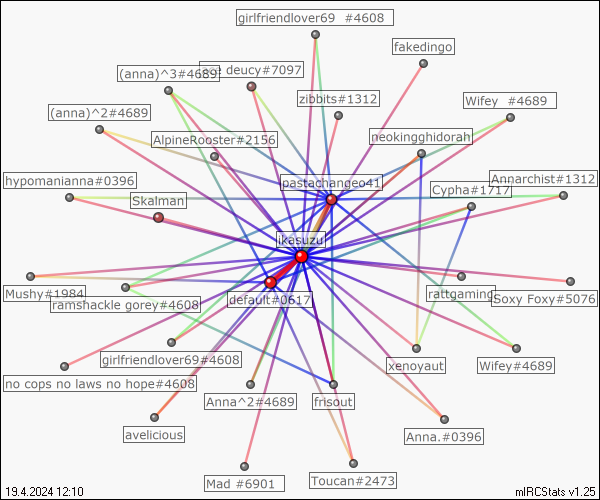 girlfriendlover69 #4608
fakedingo
(anna)^3#4689
deucy#7097
zibbits#1312
Wifey #4689
(anna)^2#4689
AlpineRooster#2156
neokingghidorah
hypomanianna#0396
pastachangeo41
Annarchist#1312
Cypha#1717
Skalman
ikasuzu
Mushy#1984
ramshackle gorey#4608
default#0617
rattgaming
Soxy Foxy#5076
girlfriendlover69#4608
xenoyaut
Wifey#4689
no cops no laws no hope#4608
Anna^2#4689
frisout
avelicious
Anna.#0396
Mad #6901
Toucan#2473
19.4.2024 12:10
mIRCStats v1.25